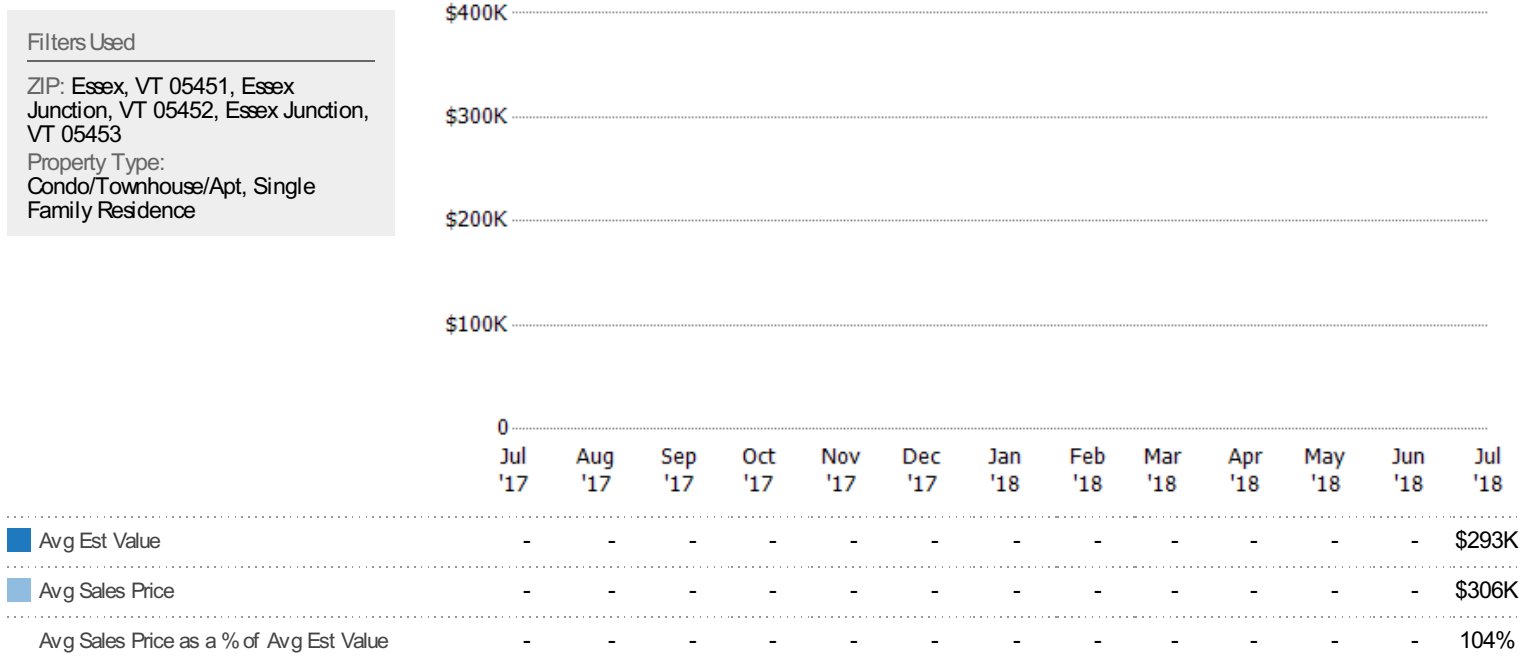 Filters Used
ZIP: Essex, VT 05451, Essex
Junction, VT 05452, Essex Junction,
VT 05453
Property Type:
Condo/Townhouse/Apt, Single
Family Residence
$400K
$300K
$200K
$100K
0
Jul Aug Sep Oct Nov Dec Jan Feb Mar Apr May Jun Jul
'17 '17 '17 '17 '17 '17 '18 '18 '18 '18 '18 '18 '18
Avg Est Value - - - - - - - - - - - - $293K
Avg Sales Price - - - - - - - - - - - - $306K
Avg Sales Price as a % of Avg Est Value - - - - - - - - - - - - 104%